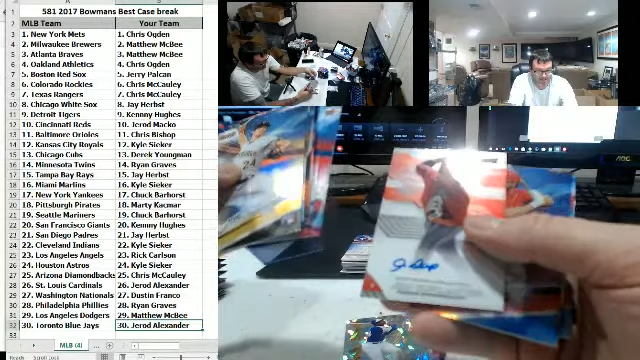 581 2017 Bowmans Best Case break
MLB Team Your Team
1. New York Mets 1. Chris Ogden
2. Milwaukee Brewers 2. Matthew McBee
3. Atlanta Braves 3. Matthew McBee
4. Oakland Athletics 4. Chris Ogden
5. Boston Red Sox 5. Jerry Palcan
6. Colorado Rockies 6. Chris McCauley
7. Texas Rangers 7. Chris McCauley
8. Chicago White Sox 8. Jay Herbst
9. Detroit Tigers 9. Kennny Hughes
10. Cincinnati Reds 10. Jerod Macko
11. Baltimore Orioles 11. Chris Bishop
12. Kansas City Royals 12. Kyle Sieker
13. Chicago Cubs 13. Derek Youngman
14. Minnesota Twins 14. Ryan Graves
15. Tampa Bay Rays 15. Jay Herbst
16. Miami Marlins 16. Kyle Sieker
17. New York Yankees 17. Chuck Barhorst
18. Pittsburgh Pirates 18. Marty Kacmar
19. Seattle Mariners 19. Chuck Barhorst
20. San Francisco Giants 20. Kennny Hughes
21. San Diego Padres 21. Jay Herbst
22. Cleveland Indians 22. Kyle Sieker
23. Los Angeles Angels 23. Rick Carlson
24. Houston Astros 24. Kyle Sieker
25. Arizona Diamondbacks 25. Chris McCauley
26. St. Louis Cardinals 26. Jerod Alexander
27. Washington Nationals 27. Dustin Franco
28. Philadelphia Phillies 28. Ryan Graves
29. Los Angeles Dodgers 29. Matthew McBee
30. Toronto Blue Jays 30. Jerod Alexander
MLB (4)
Ready Scroll Lock
24
AOC